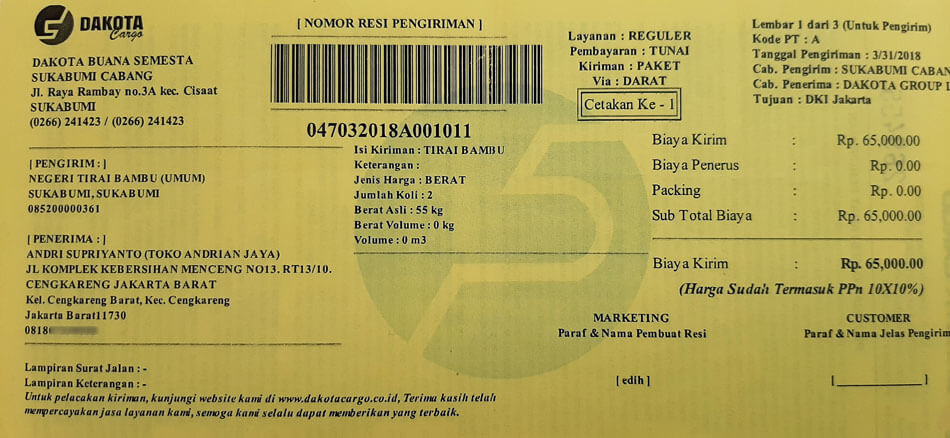 DAKOTA
Cargo
DAKOTA BUANA SEMESTA
SUKABUMI CABANG
Jl. Raya Rambay no.3A kec. Cisaat
SUKABUMI
(0266) 241423 / (0266) 241423
[ PENGIRIM : ]
NEGERI TIRAI BAMBU (UMUM)
SUKABUMI, SUKABUMI
085200000361
[ PENERIMA : ]
ANDRI SUPRIYANTO (TOKO ANDRIAN JAYA)
JL KOMPLEK KEBERSIHAN MENCENG NO13. RT13/10.
CENGKARENG JAKARTA BARAT
Kel. Cengkareng Barat, Kec. Cengkareng
Jakarta Barat11730
0818
[ NOMOR RESI PENGIRIMAN ]
047032018A001011
Isi Kiriman : TIRAI BAMBU
Keterangan :
Jenis Harga : BERAT
Jumlah Koli : 2
Berat Asli : 55 kg
Berat Volume : 0 kg
Volume : 0 m3
Layanan : REGULER
Pembayaran : TUNAI
Kiriman : PAKET
Via : DARAT
Cetakan Ke - 1
Lembar 1 dari 3 (Untuk Pengirim)
Kode PT : A
Tanggal Pengiriman : 3/31/2018
Cab. Pengirim : SUKABUMI CABAN
Cab. Penerima : DAKOTA GROUP L
Tujuan : DKI Jakarta
Biaya Kirim : Rp. 65,000.00
Biaya Penerus : Rp. 0.00
Packing : Rp. 0.00
Sub Total Biaya : Rp. 65,000.00
Biaya Kirim : Rp. 65,000.00
(Harga Sudah Termasuk PPn 10X10%)
MARKETING
Paraf & Nama Pembuat Resi
[ edih ]
CUSTOMER
Paraf & Nama Jelas Pengirim
[ ]
Lampiran Surat Jalan : -
Lampiran Keterangan : -
Untuk pelacakan kiriman, kunjungi website kami di www.dakotacargo.co.id, Terima kasih telah
mempercayakan jasa layanan kami, semoga kami selalu dapat memberikan yang terbaik.